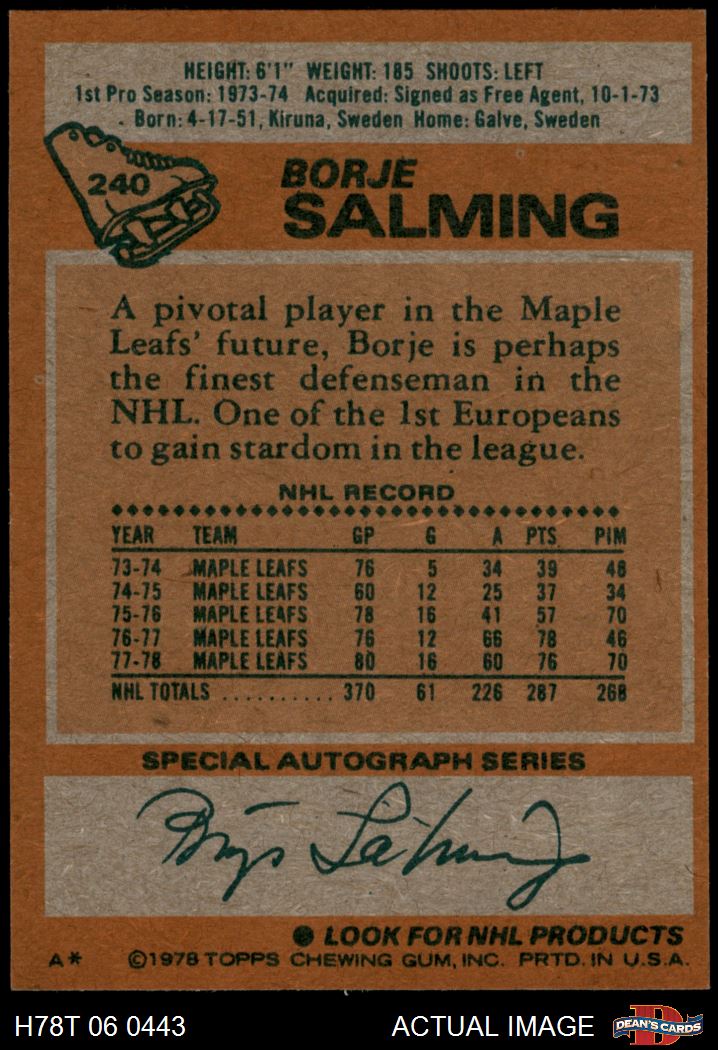 HEIGHT: 6'1" WEIGHT: 185 SHOOTS: LEFT
1st Pro Season: 1973-74 Acquired: Signed as Free Agent, 10-1-73
Born: 4-17-51, Kiruna, Sweden Home: Galve, Sweden
240
BORJE
SALMING
A pivotal player in the Maple
Leafs' future, Borje is perhaps
the finest defenseman in the
NHL. One of the 1st Europeans
to gain stardom in the league.
NHL RECORD
YEAR TEAM GP G A PTS PIM
73-74 MAPLE LEAFS 76 5 34 39 48
74-75 MAPLE LEAFS 60 12 25 37 34
75-76 MAPLE LEAFS 78 16 41 57 70
76-77 MAPLE LEAFS 76 12 66 78 46
77-78 MAPLE LEAFS 80 16 60 76 70
NHL TOTALS .......... 370 61 226 287 268
SPECIAL AUTOGRAPH SERIES
Börje Salming
LOOK FOR NHL PRODUCTS
A* ©1978 TOPPS CHEWING GUM, INC. PRTD. IN U.S.A.
H78T 06 0443 ACTUAL IMAGE D DEAN'S CARDS